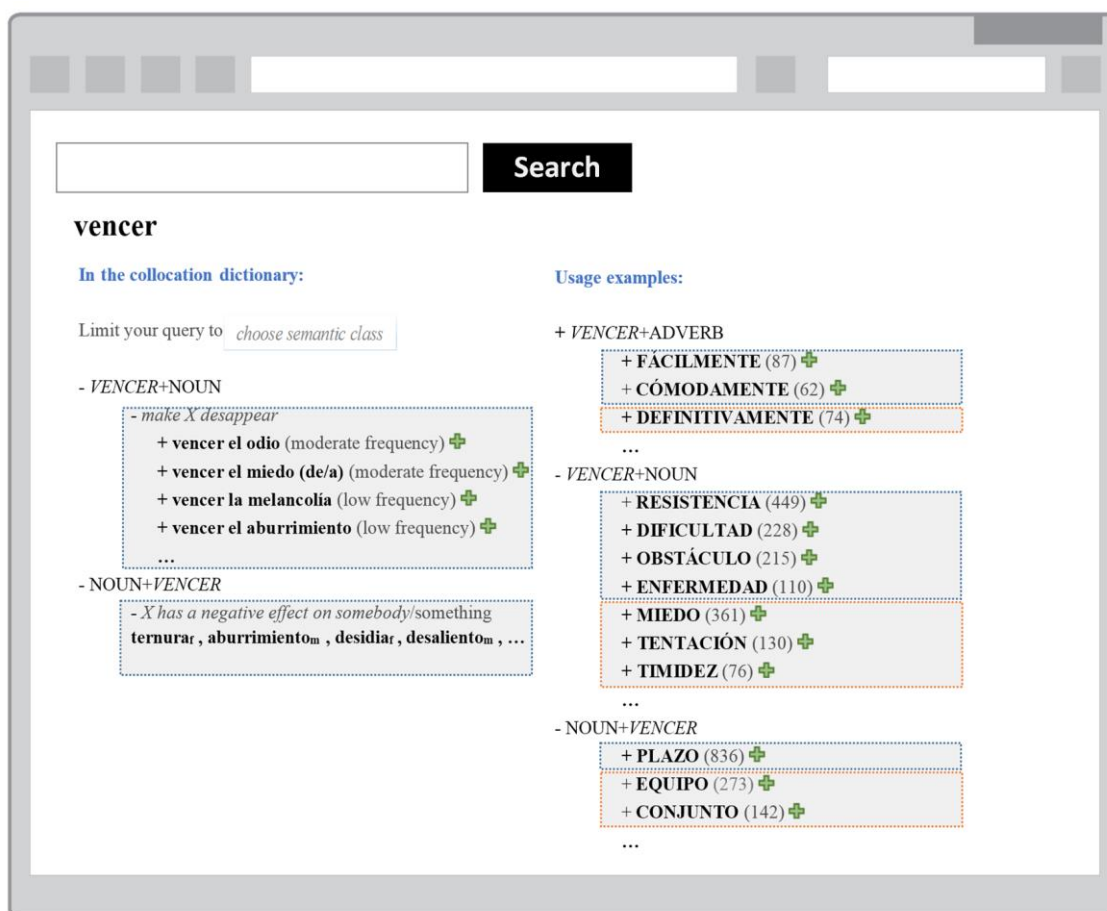 Search
vencer
In the collocation dictionary:
Limit your query to choose semantic class
- VENCER+NOUN
- make X desappear
+ vencer el odio (moderate frequency)
+ vencer el miedo (de/a) (moderate frequency)
+ vencer la melancolía (low frequency)
+ vencer el aburrimiento (low frequency)
...
- NOUN+VENCER
- X has a negative effect on somebody/something
ternuraf , aburrimientom , desidiaf, desalientom , ...
Usage examples:
+ VENCER+ADVERB
+ FÁCILMENTE (87)
+ CÓMODAMENTE (62)
+ DEFINITIVAMENTE (74)
...
- VENCER+NOUN
+ RESISTENCIA (449)
+ DIFICULTAD (228)
+ OBSTÁCULO (215)
+ ENFERMEDAD (110)
+ MIEDO (361)
+ TENTACIÓN (130)
+ TIMIDEZ (76)
...
- NOUN+VENCER
+ PLAZO (836)
+ EQUIPO (273)
+ CONJUNTO (142)
...